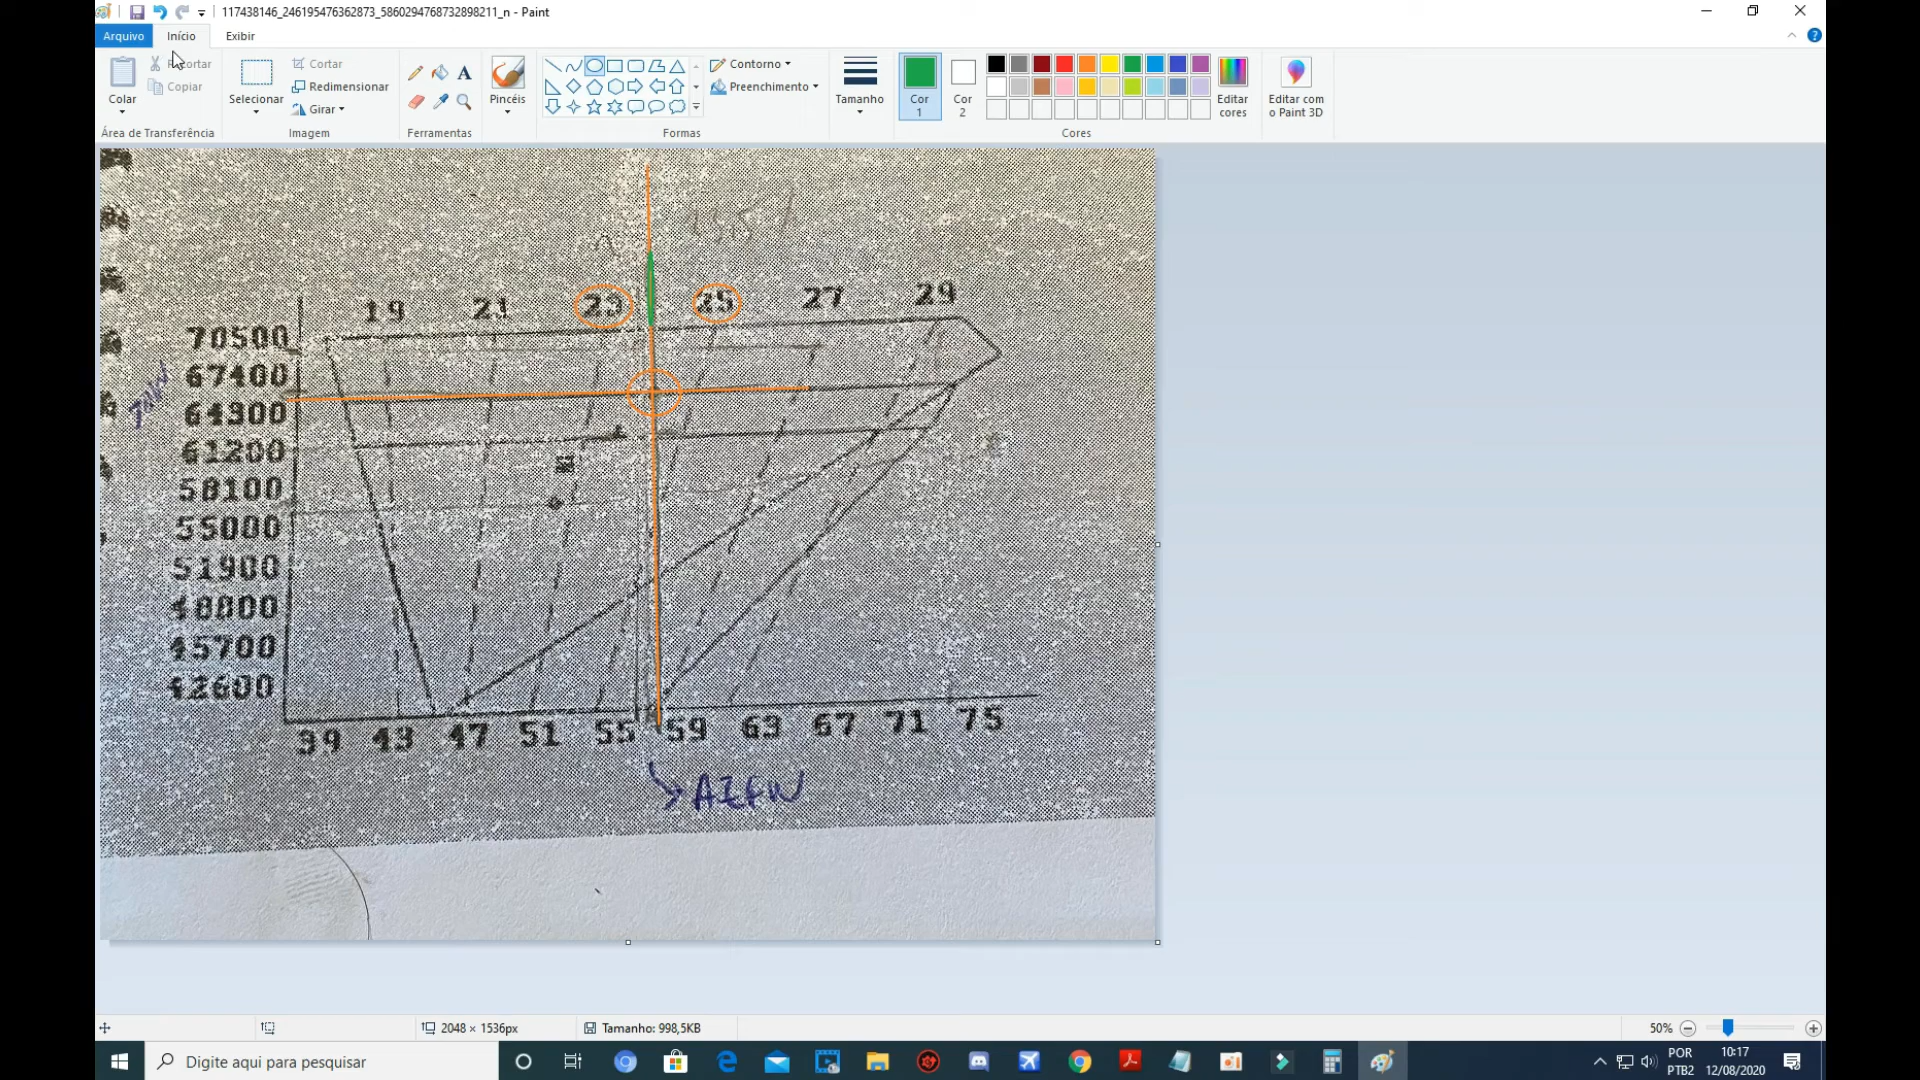 117438146_246195476362873_5860294768732898211_n - Paint
Arquivo Início Exibir
Colar
Recortar
Copiar
Área de Transferência
Selecionar
Cortar
Redimensionar
Girar
Imagem
Ferramentas
Pincéis
Formas
Contorno
Preenchimento
Tamanho
Cor 1
Cor 2
Cores
Editar cores
Editar com o Paint 3D
19 21 23 25 27 29
70500
67400
64300
61200
58100
55000
51900
48800
45700
42600
39 43 47 51 55 59 63 67 71 75
AZFW
2048 × 1536px
Tamanho: 998,5KB
50%
Digite aqui para pesquisar
POR
PTB2
10:17
12/08/2020